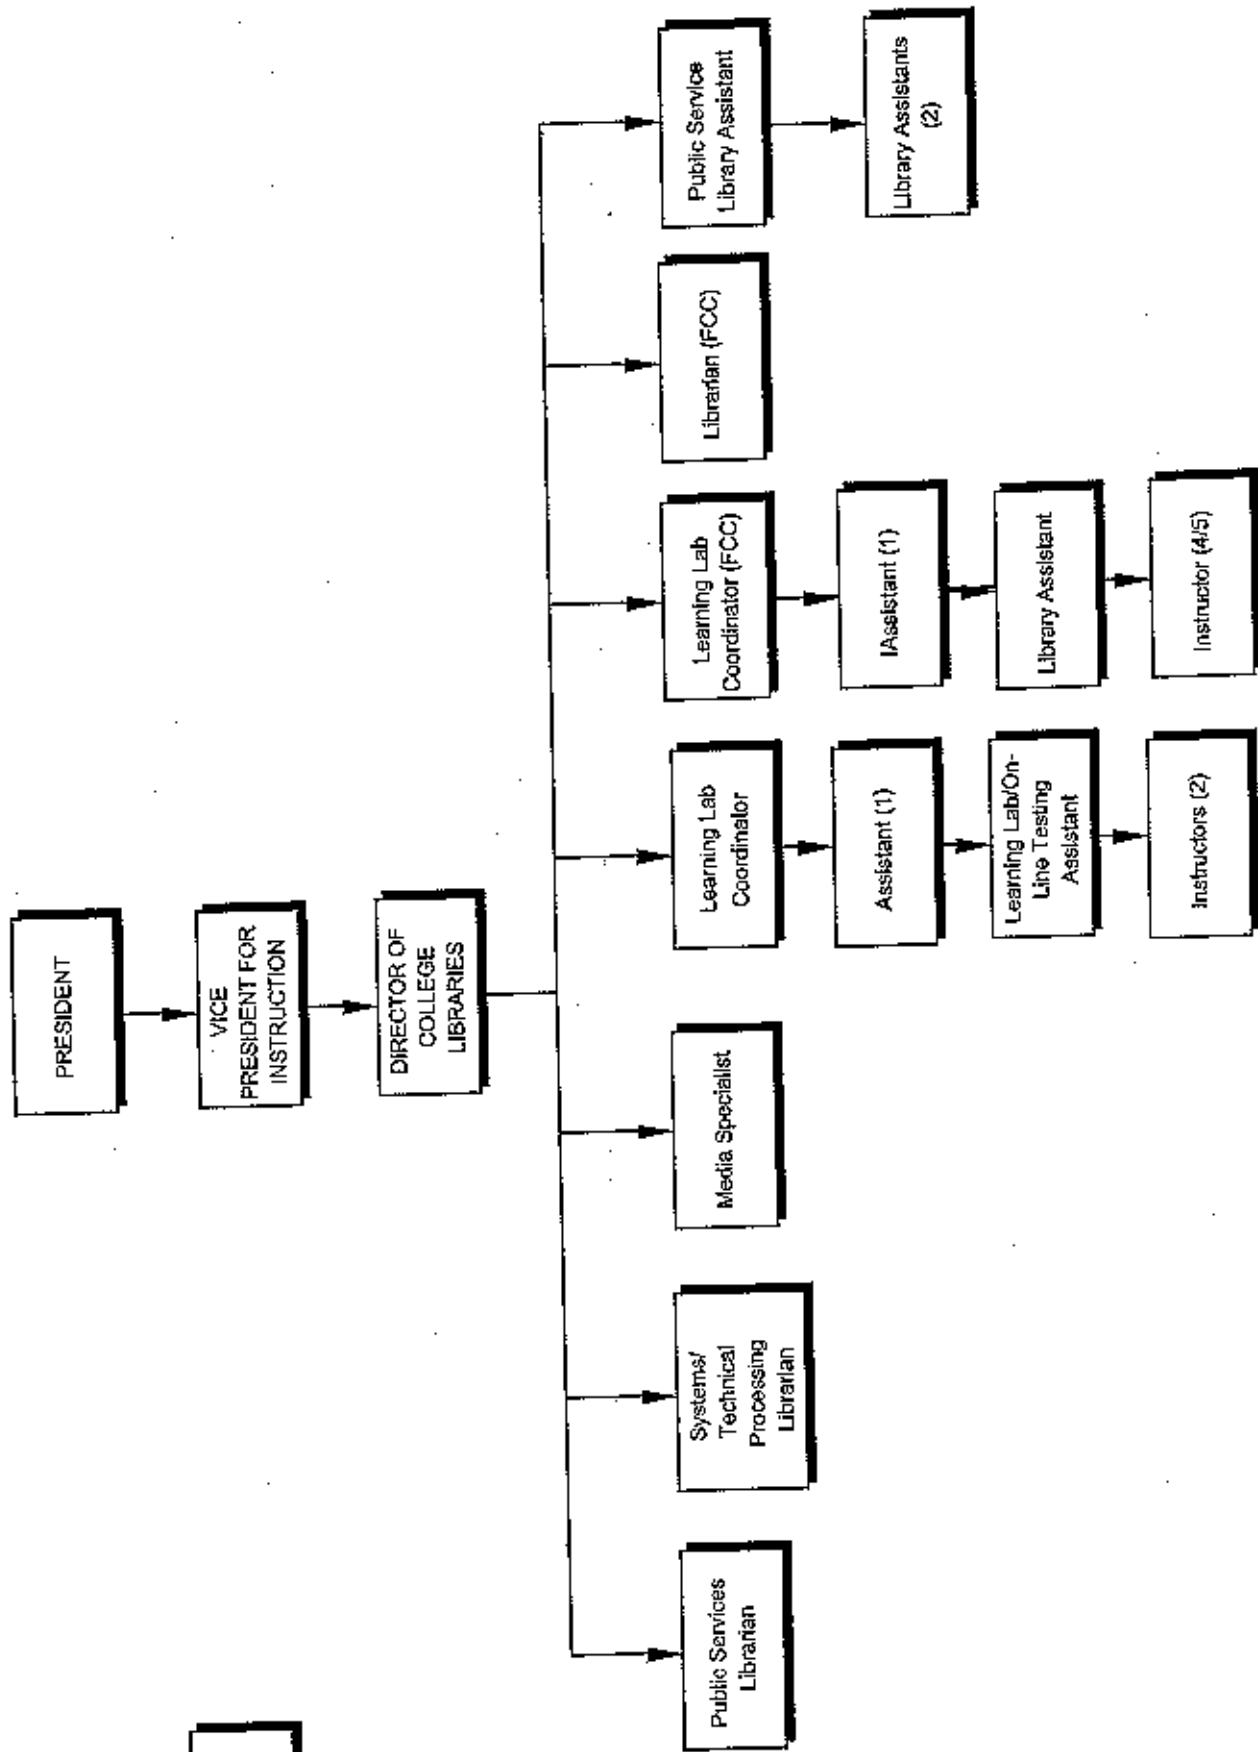 PRESIDENT
VICE
PRESIDENT FOR
INSTRUCTION
DIRECTOR OF
COLLEGE
LIBRARIES
Public Services
Librarian
Systems/
Technical
Processing
Librarian
Media Specialist
Learning Lab
Coordinator
Learning Lab
Coordinator (FCC)
Librarian (FCC)
Public Service
Library Assistant
Assistant (1)
IAssistant (1)
Library Assistants
(2)
Learning Lab/On-
Line Testing
Assistant
Library Assistant
Instructors (2)
Instructor (4/5)